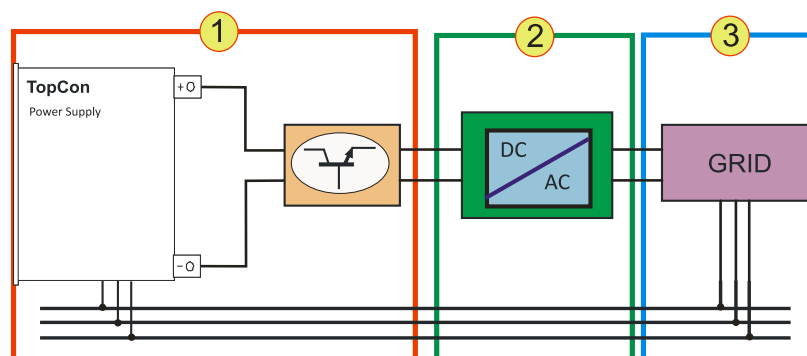 1
2
3
TopCon
Power Supply
+O
DC
AC
GRID
−O